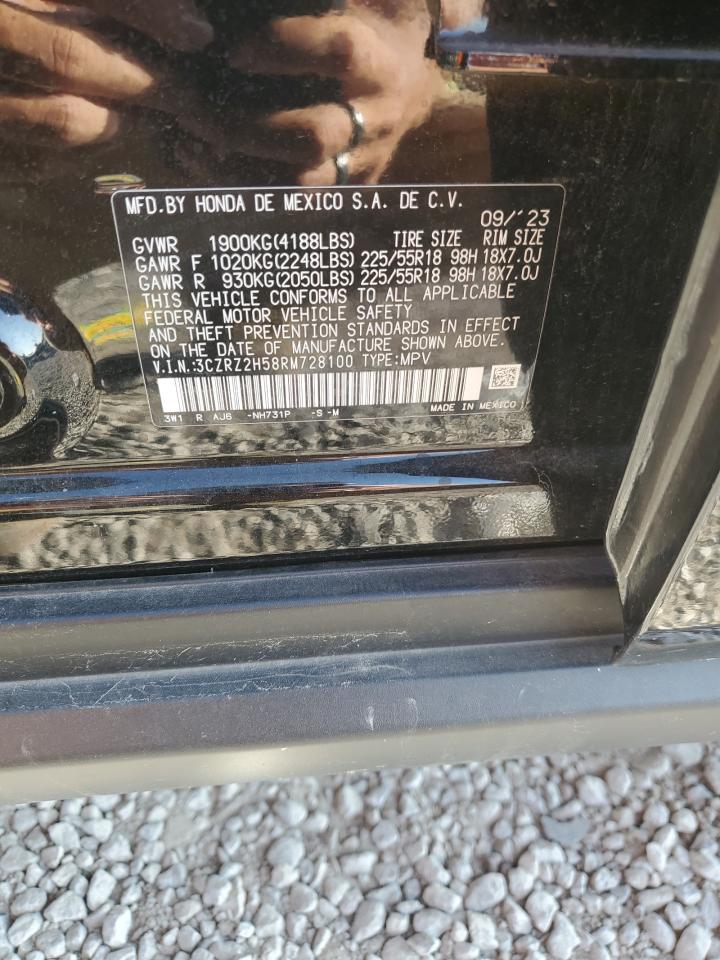 MFD.BY HONDA DE MEXICO S.A. DE C.V. 09/'23
GVWR 1900KG(4188LBS) TIRE SIZE RIM SIZE
GAWR F 1020KG(2248LBS) 225/55R18 98H 18X7.0J
GAWR R 930KG(2050LBS) 225/55R18 98H 18X7.0J
THIS VEHICLE CONFORMS TO ALL APPLICABLE
FEDERAL MOTOR VEHICLE SAFETY
AND THEFT PREVENTION STANDARDS IN EFFECT
ON DATE OF MANUFACTURE SHOWN ABOVE.
V.I.N.:3CZRZ2H58RM728100 TYPE:MPV
3W1 R AJ6 -NH731P -S -M MADE IN MEXICO